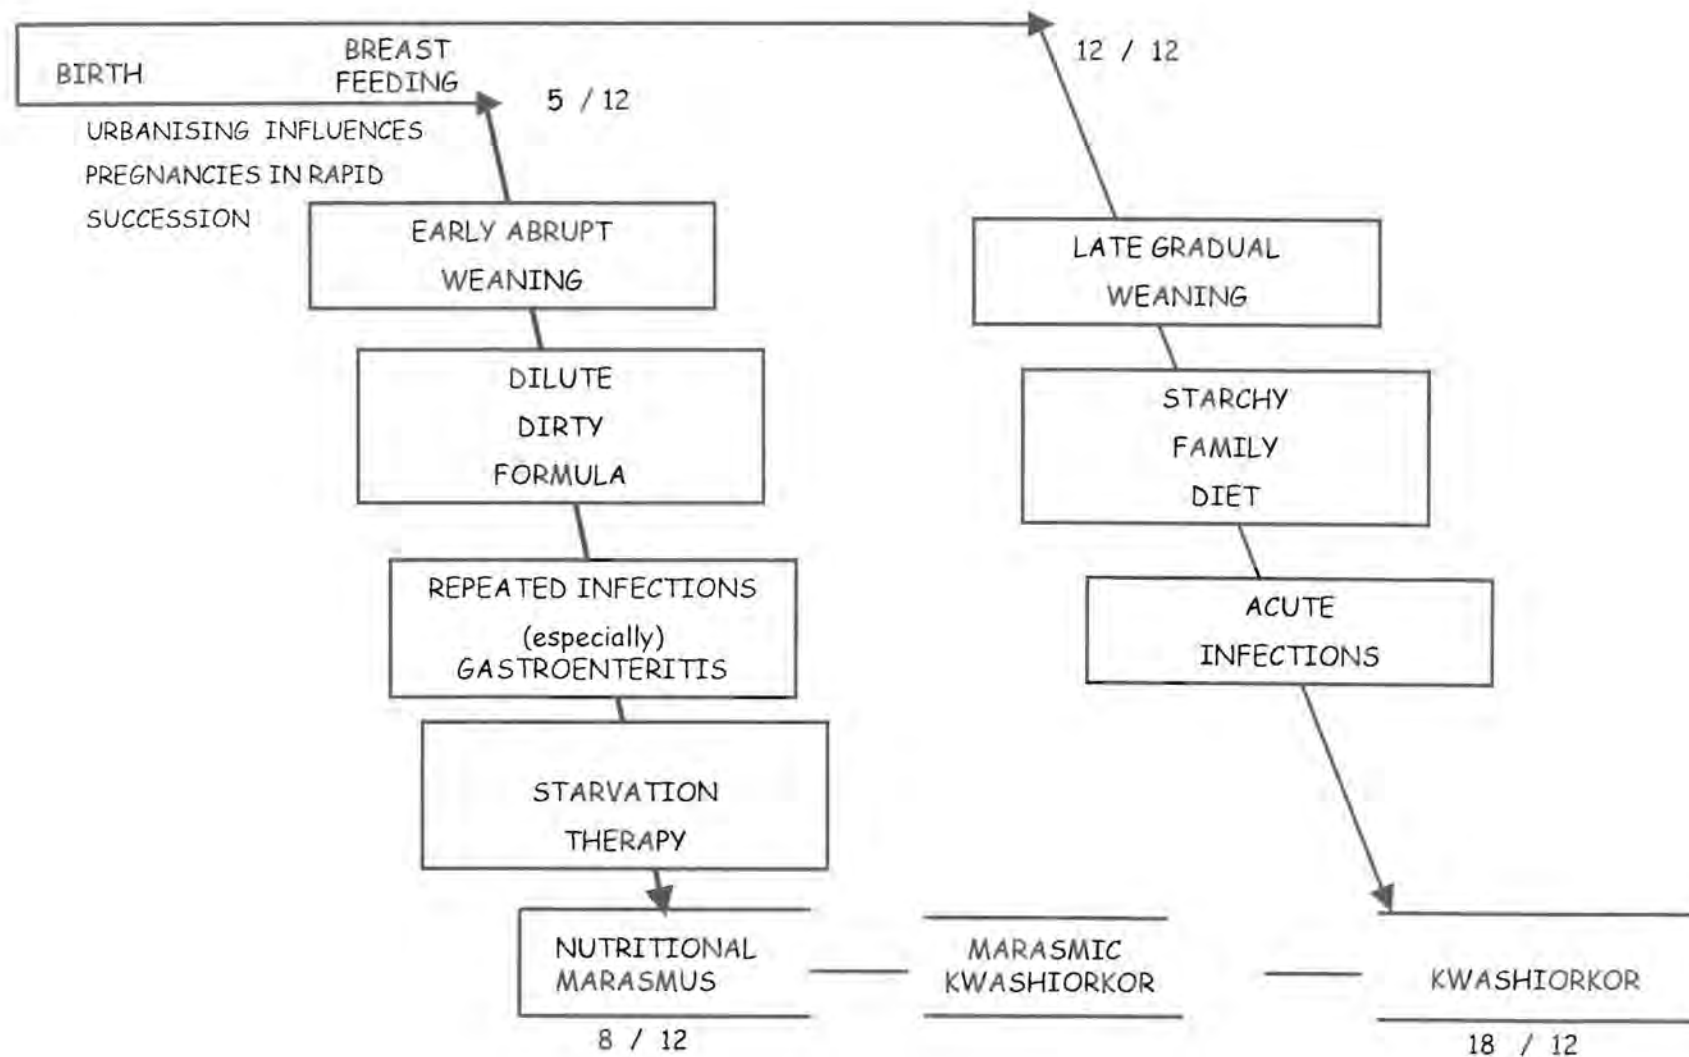 BIRTH
BREAST
FEEDING
12 / 12
5 / 12
URBANISING INFLUENCES
PREGNANCIES IN RAPID
SUCCESSION
EARLY ABRUPT
WEANING
DILUTE
DIRTY
FORMULA
REPEATED INFECTIONS
(especially)
GASTROENTERITIS
STARVATION
THERAPY
LATE GRADUAL
WEANING
STARCHY
FAMILY
DIET
ACUTE
INFECTIONS
NUTRITIONAL
MARASMUS
8 / 12
MARASMIC
KWASHIORKOR
KWASHIORKOR
18 / 12